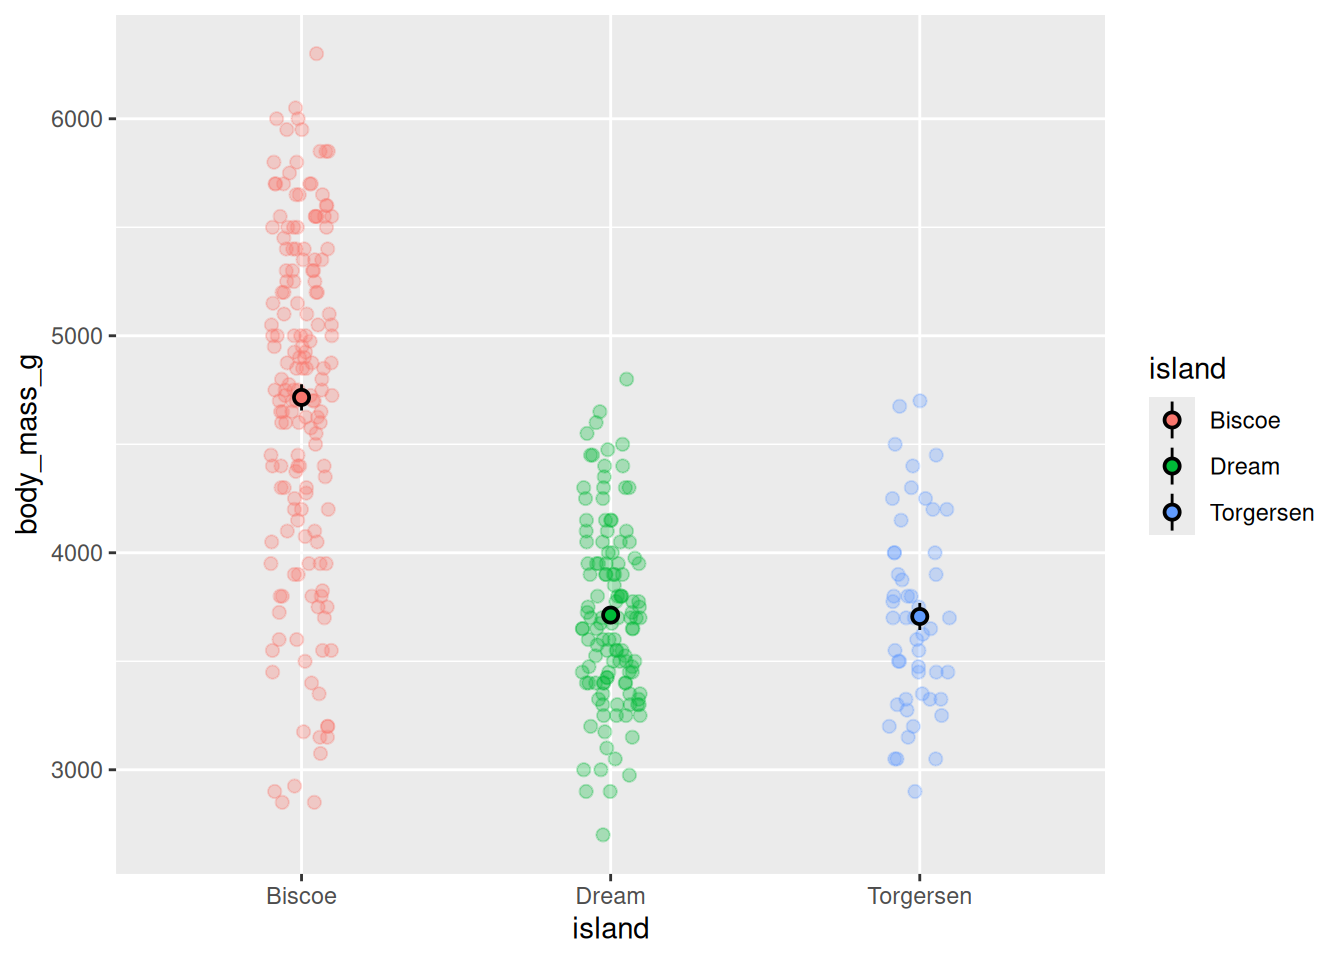 body_mass_g
6000
5000
4000
3000
Biscoe
Dream
Torgersen
island
island
Biscoe
Dream
Torgersen